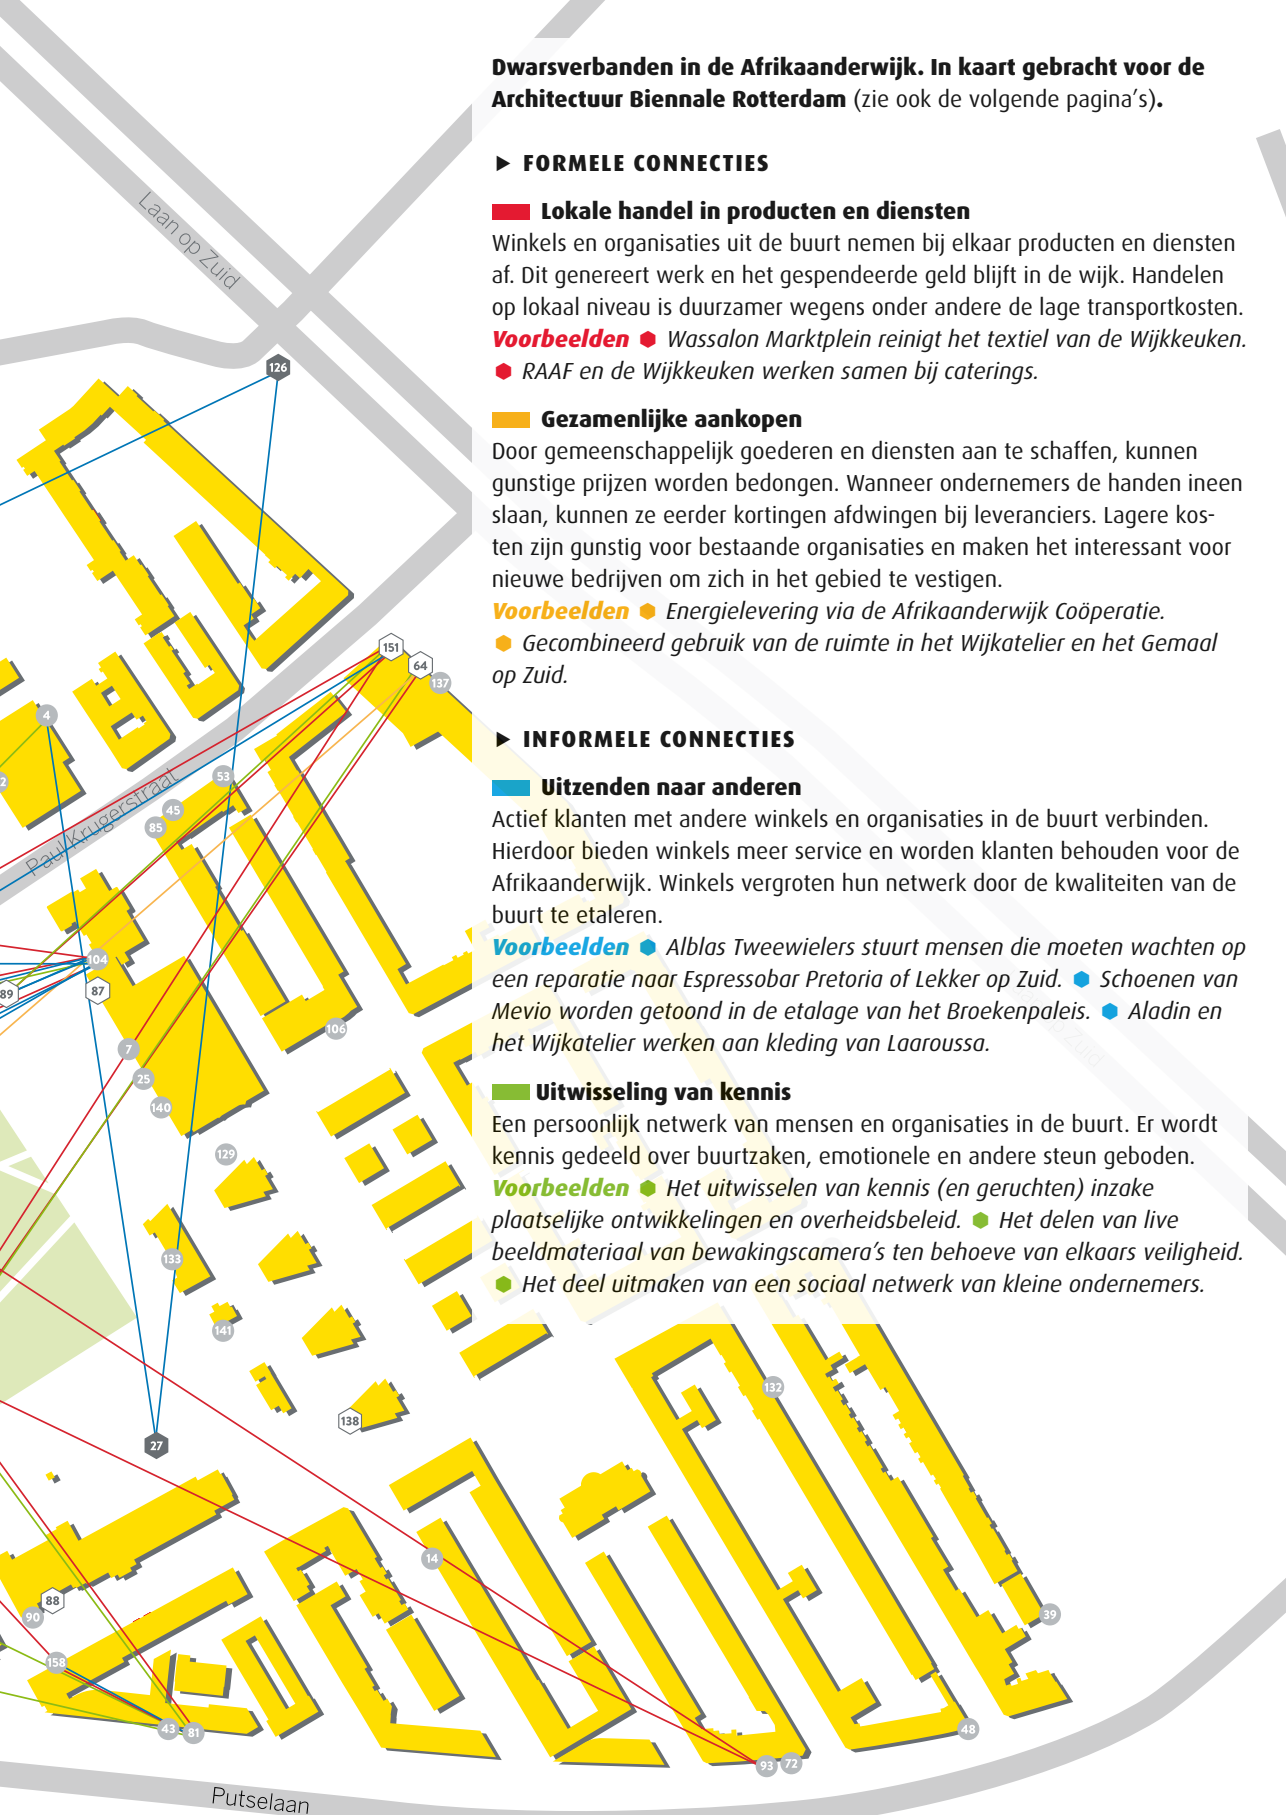 Dwarsverbanden in de Afrikaanderwijk. In kaart gebracht voor de
Architectuur Biennale Rotterdam (zie ook de volgende pagina's).
► FORMELE CONNECTIES
Lokale handel in producten en diensten
Winkels en organisaties uit de buurt nemen bij elkaar producten en diensten
af. Dit genereert werk en het gespendeerde geld blijft in de wijk. Handelen
op lokaal niveau is duurzamer wegens onder andere de lage transportkosten.
Voorbeelden ⬢ Wassalon Marktplein reinigt het textiel van de Wijkkeuken.
⬢ RAAF en de Wijkkeuken werken samen bij caterings.
Gezamenlijke aankopen
Door gemeenschappelijk goederen en diensten aan te schaffen, kunnen
gunstige prijzen worden bedongen. Wanneer ondernemers de handen ineen
slaan, kunnen ze eerder kortingen afdwingen bij leveranciers. Lagere kos-
ten zijn gunstig voor bestaande organisaties en maken het interessant voor
nieuwe bedrijven om zich in het gebied te vestigen.
Voorbeelden ⬢ Energielevering via de Afrikaanderwijk Coöperatie.
⬢ Gecombineerd gebruik van de ruimte in het Wijkatelier en het Gemaal
op Zuid.
► INFORMELE CONNECTIES
Uitzenden naar anderen
Actief klanten met andere winkels en organisaties in de buurt verbinden.
Hierdoor bieden winkels meer service en worden klanten behouden voor de
Afrikaanderwijk. Winkels vergroten hun netwerk door de kwaliteiten van de
buurt te etaleren.
Voorbeelden ⬢ Alblas Tweewielers stuurt mensen die moeten wachten op
een reparatie naar Espressobar Pretoria of Lekker op Zuid. ⬢ Schoenen van
Mevio worden getoond in de etalage van het Broekenpaleis. ⬢ Aladin en
het Wijkatelier werken aan kleding van Laaroussa.
Uitwisseling van kennis
Een persoonlijk netwerk van mensen en organisaties in de buurt. Er wordt
kennis gedeeld over buurtzaken, emotionele en andere steun geboden.
Voorbeelden ⬢ Het uitwisselen van kennis (en geruchten) inzake
plaatselijke ontwikkelingen en overheidsbeleid. ⬢ Het delen van live
beeldmateriaal van bewakingscamera's ten behoeve van elkaars veiligheid.
⬢ Het deel uitmaken van een sociaal netwerk van kleine ondernemers.
Laan op Zuid
126
151
64
137
4
2
53
45
85
Paul Krugerstraat
104
89
87
106
7
25
140
129
133
141
132
138
27
14
88
90
39
158
43
81
48
93
72
Putselaan